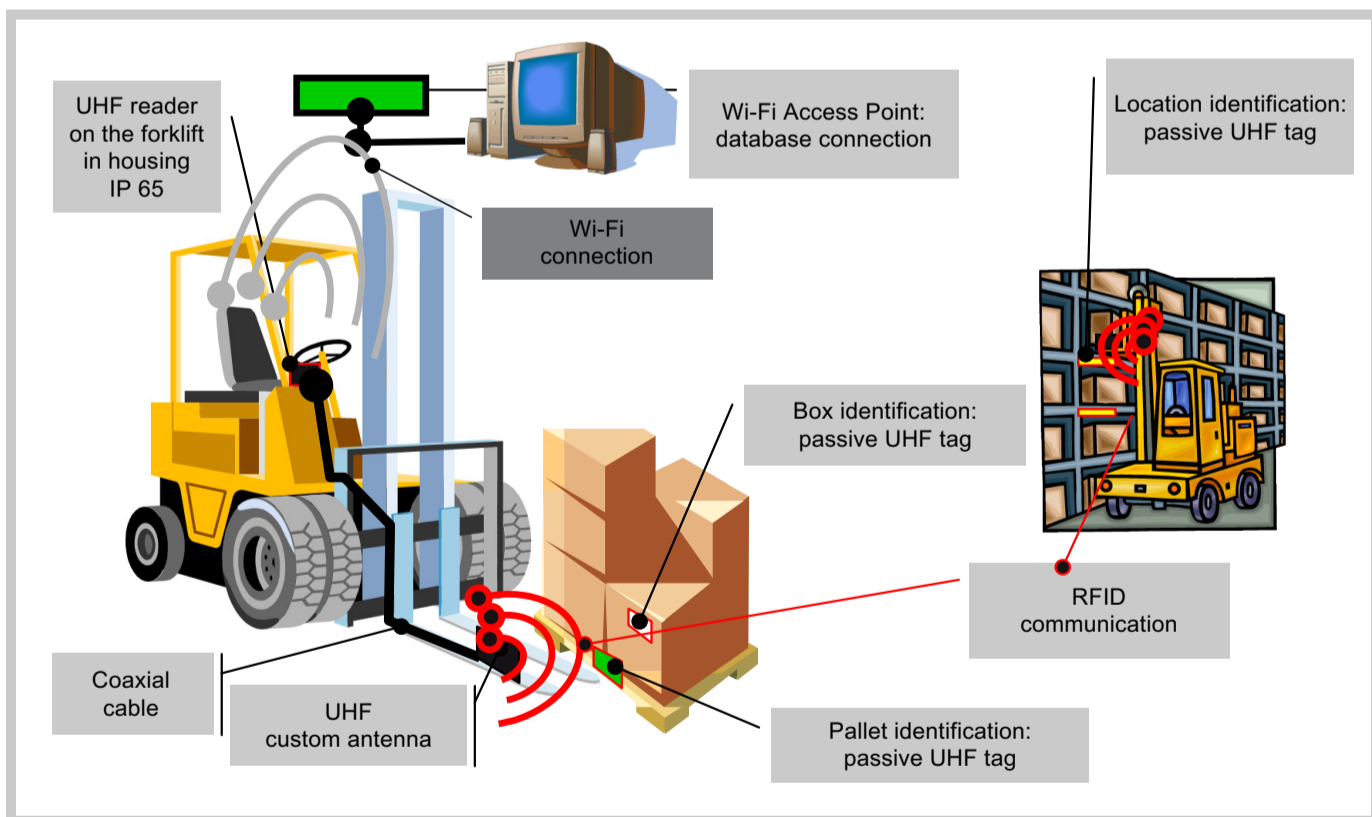 UHF reader
on the forklift
in housing
IP 65
Wi-Fi Access Point:
database connection
Location identification:
passive UHF tag
Wi-Fi
connection
Box identification:
passive UHF tag
RFID
communication
Coaxial
cable
UHF
custom antenna
Pallet identification:
passive UHF tag